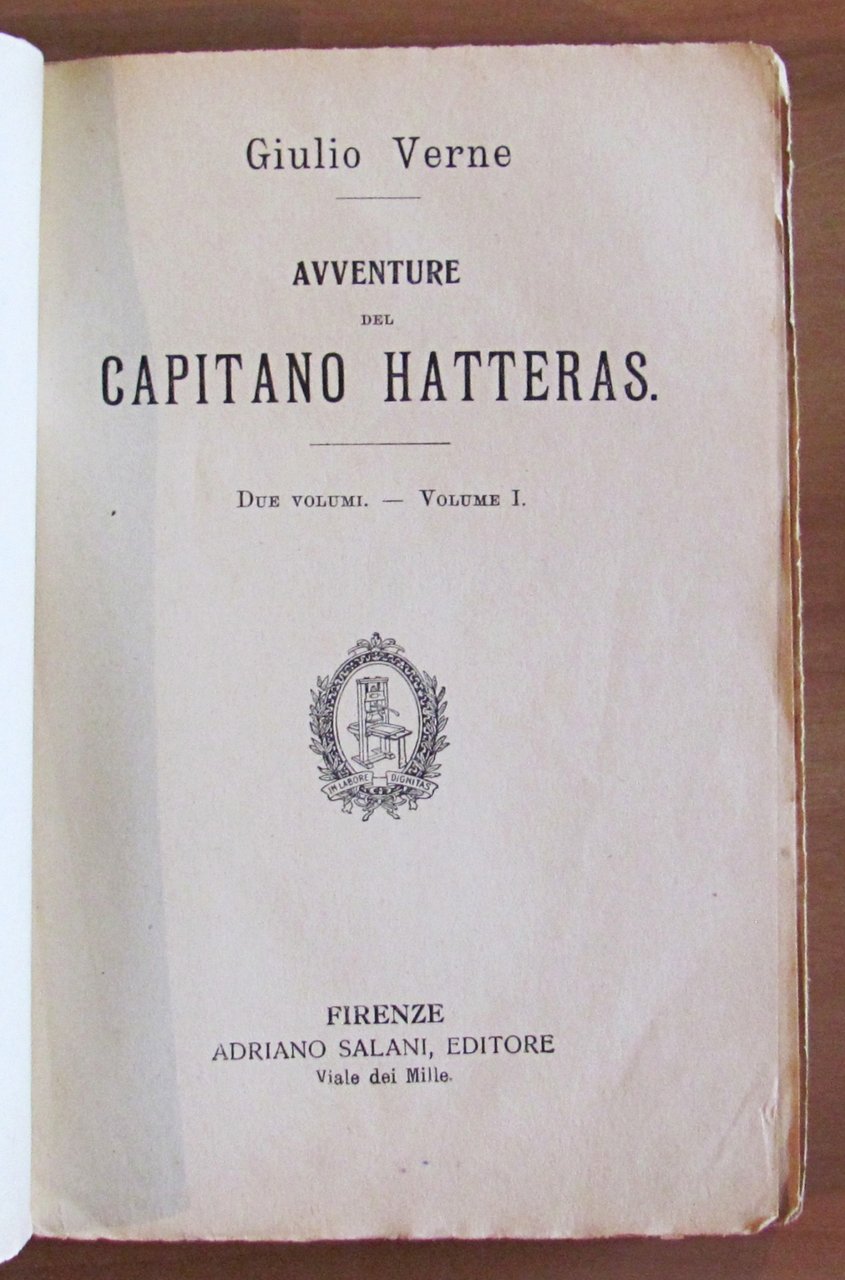 Giulio Verne
AVVENTURE
DEL
CAPITANO HATTERAS.
DUE VOLUMI. — VOLUME I.
IN LABORE DIGNITAS
FIRENZE
ADRIANO SALANI, EDITORE
Viale dei Mille.